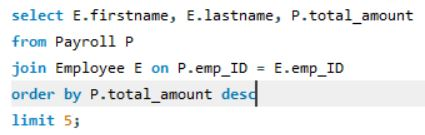 select E.firstname, E.lastname, P.total_amount
from Payroll P
join Employee E on P.emp_ID = E.emp_ID
order by P.total_amount desc
limit 5;